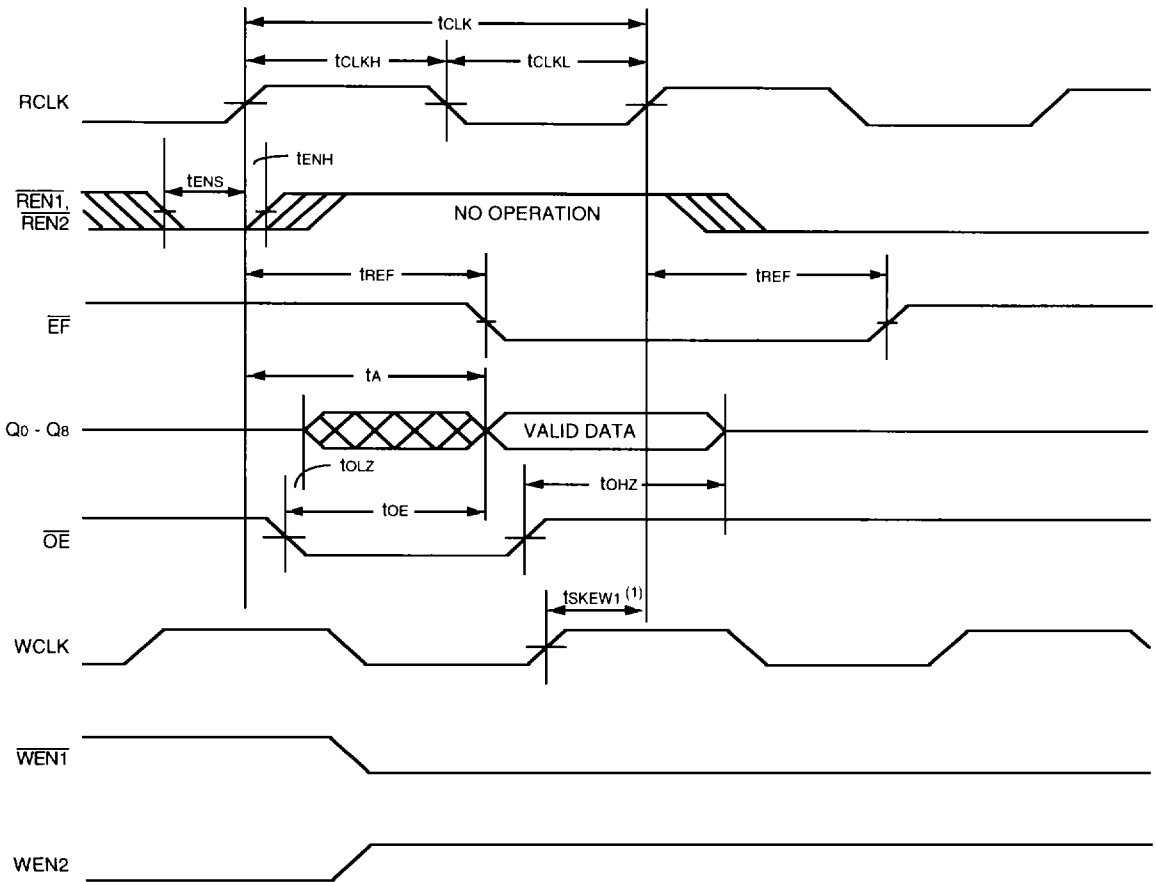 tCLK
tCLKH
tCLKL
RCLK
tENH
tENS
REN1,
REN2
NO OPERATION
tREF
tREF
EF
tA
Q0 - Q8
VALID DATA
tOLZ
tOHZ
tOE
OE
tSKEW1 (1)
WCLK
WEN1
WEN2